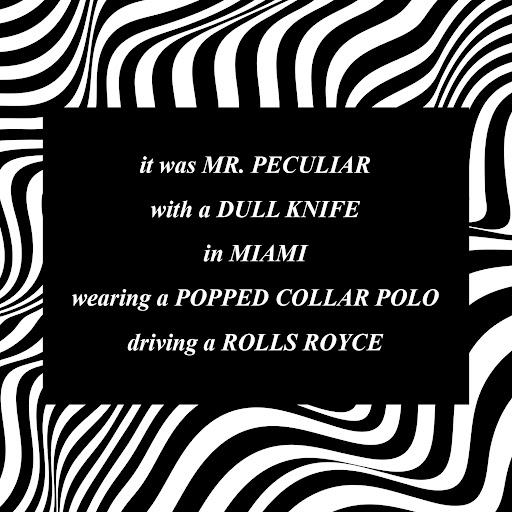 it was MR. PECULIAR
with a DULL KNIFE
in MIAMI
wearing a POPPED COLLAR POLO
driving a ROLLS ROYCE